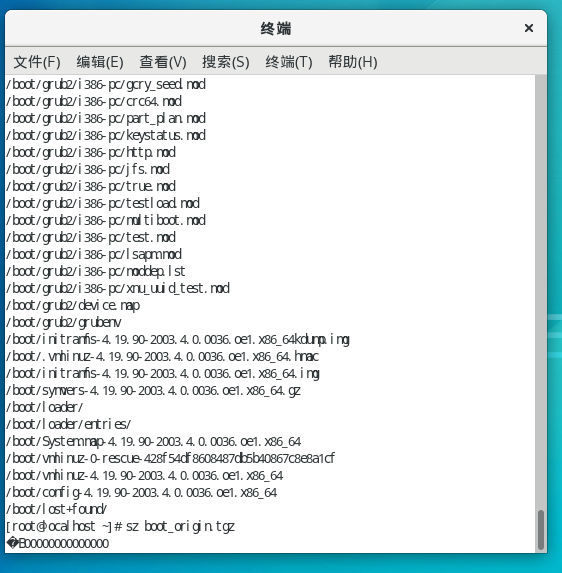 终端
文件(F) 编辑(E) 查看(V) 搜索(S) 终端(T) 帮助(H)
/boot/grub2/i386-pc/gcry_seed.mod
/boot/grub2/i386-pc/crc64.mod
/boot/grub2/i386-pc/part_plan.mod
/boot/grub2/i386-pc/keystatus.mod
/boot/grub2/i386-pc/http.mod
/boot/grub2/i386-pc/jfs.mod
/boot/grub2/i386-pc/true.mod
/boot/grub2/i386-pc/testload.mod
/boot/grub2/i386-pc/multiboot.mod
/boot/grub2/i386-pc/test.mod
/boot/grub2/i386-pc/lsapm.mod
/boot/grub2/i386-pc/moddep.lst
/boot/grub2/i386-pc/xnu_uuid_test.mod
/boot/grub2/device.map
/boot/grub2/grubenv
/boot/initramfs-4.19.90-2003.4.0.0036.oe1.x86_64kdump.img
/boot/.vmlinuz-4.19.90-2003.4.0.0036.oe1.x86_64.hmac
/boot/initramfs-4.19.90-2003.4.0.0036.oe1.x86_64.img
/boot/symvers-4.19.90-2003.4.0.0036.oe1.x86_64.gz
/boot/loader/
/boot/loader/entries/
/boot/System.map-4.19.90-2003.4.0.0036.oe1.x86_64
/boot/vmlinuz-0-rescue-428f54df8608487db5b40867c8e8a1cf
/boot/vmlinuz-4.19.90-2003.4.0.0036.oe1.x86_64
/boot/config-4.19.90-2003.4.0.0036.oe1.x86_64
/boot/lost+found/
[root@localhost ~]# sz boot_origin.tgz
�B00000000000000